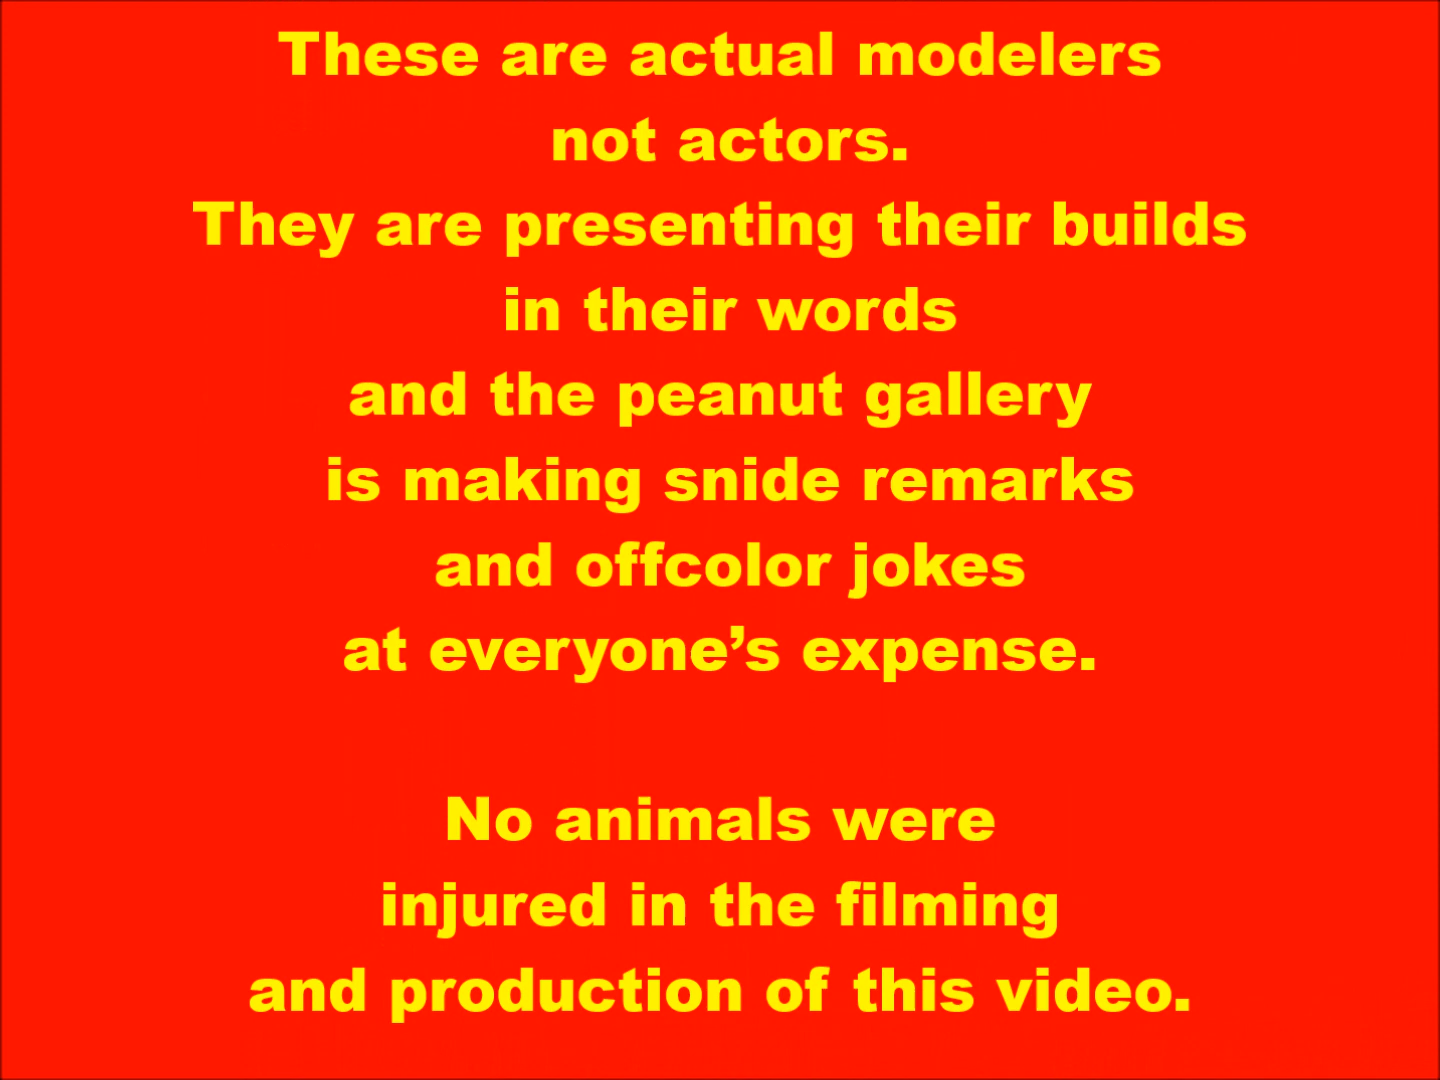 These are actual modelers
not actors.
They are presenting their builds
in their words
and the peanut gallery
is making snide remarks
and offcolor jokes
at everyone’s expense.
No animals were
injured in the filming
and production of this video.